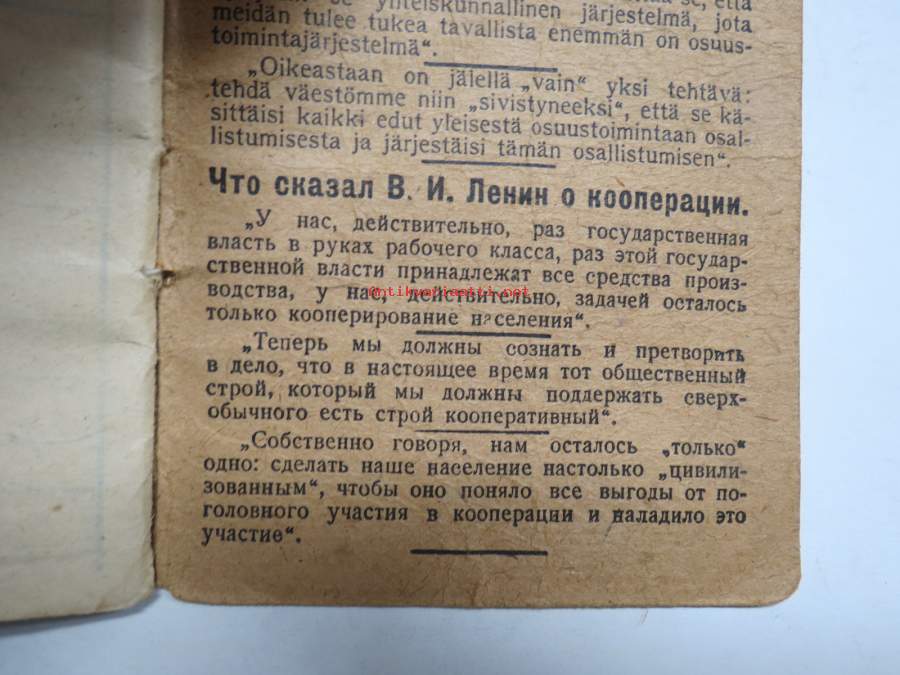 se yhteiskunnallinen järjestelmä, jota
meidän tulee tukea tavallista enemmän on osuus-
toimintajärjestelmä“.
„Oikeastaan on jälellä „vain“ yksi tehtävä:
tehdä väestömme niin „sivistyneeksi“, että se kä-
sittäisi kaikki edut yleisestä osuustoimintaan osal-
listumisesta ja järjestäisi tämän osallistumisen“.
Что сказал В. И. Ленин о кооперации.
„У нас, действительно, раз государственная
власть в руках рабочего класса, раз этой государ-
ственной власти принадлежат все средства произ-
водства, у нас, действительно, задачей осталось
Antikvariaatti.net
только кооперирование населения“.
„Теперь мы должны сознать и претворить
в дело, что в настоящее время тот общественный
строй, который мы должны поддержать сверх-
обычного есть строй кооперативный“.
„Собственно говоря, нам осталось „только“
одно: сделать наше население настолько „цивили-
зованным“, чтобы оно поняло все выгоды от по-
головного участия в кооперации и наладило это
участие“.